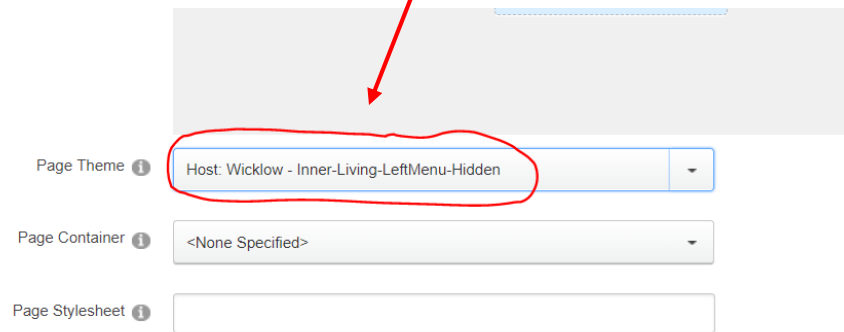 Page Theme
Host: Wicklow - Inner-Living-LeftMenu-Hidden
Page Container
<None Specified>
Page Stylesheet